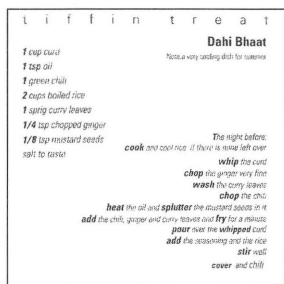 tiffin treat
Dahi Bhaat
Note: a very cooling dish for summer
1 cup curd
1 tsp oil
1 green chili
2 cups boiled rice
1 sprig curry leaves
1/4 tsp chopped ginger
1/8 tsp mustard seeds
salt to taste
The night before:
cook and cool rice if there is none left over
whip the curd
chop the ginger very fine
wash the curry leaves
chop the chili
heat the oil and splutter the mustard seeds in it
add the chili, ginger and curry leaves and fry for a minute
pour over the whipped curd
add the seasoning and the rice
stir well
cover and chill